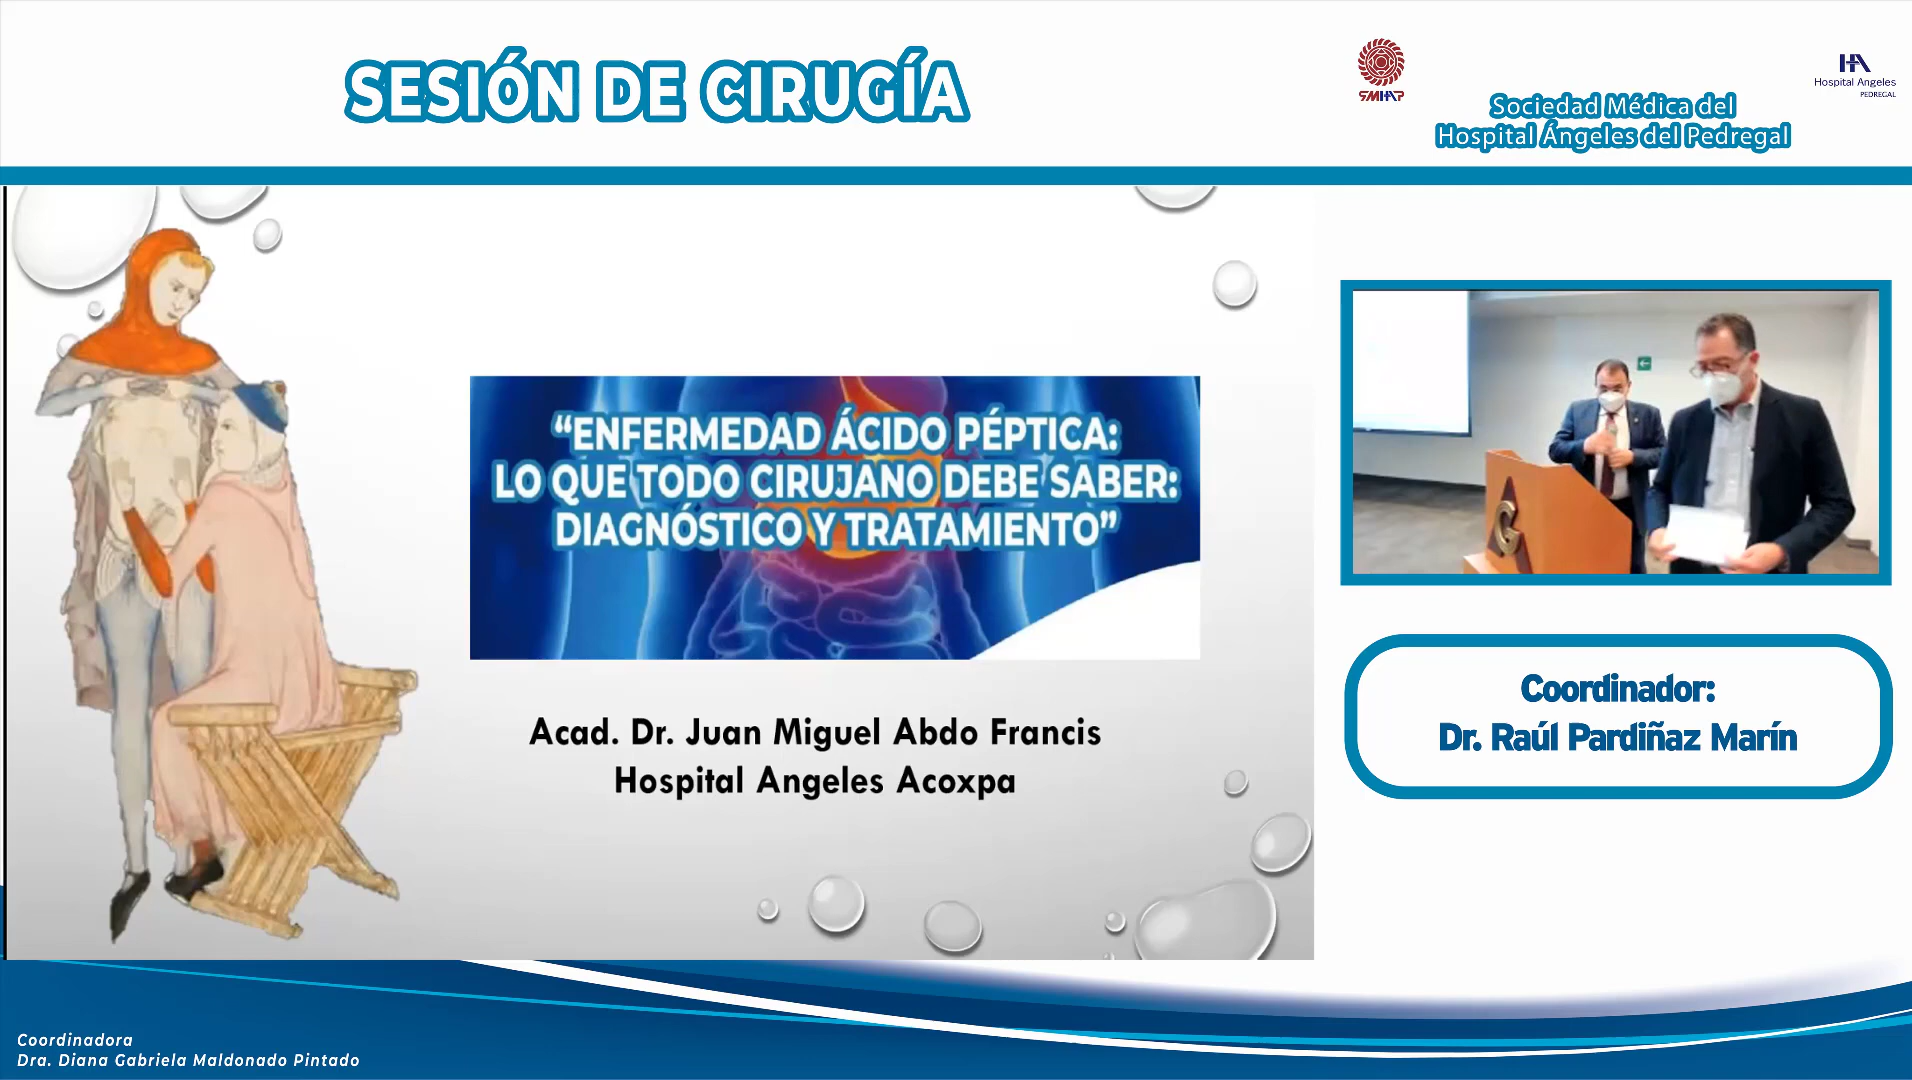 SESIÓN DE CIRUGÍA
SMHAP
Sociedad Médica del
Hospital Ángeles del Pedregal
HA
Hospital Angeles
PEDREGAL
“ENFERMEDAD ÁCIDO PÉPTICA:
LO QUE TODO CIRUJANO DEBE SABER:
DIAGNÓSTICO Y TRATAMIENTO”
Acad. Dr. Juan Miguel Abdo Francis
Hospital Angeles Acoxpa
Coordinador:
Dr. Raúl Pardiñaz Marín
Coordinadora
Dra. Diana Gabriela Maldonado Pintado